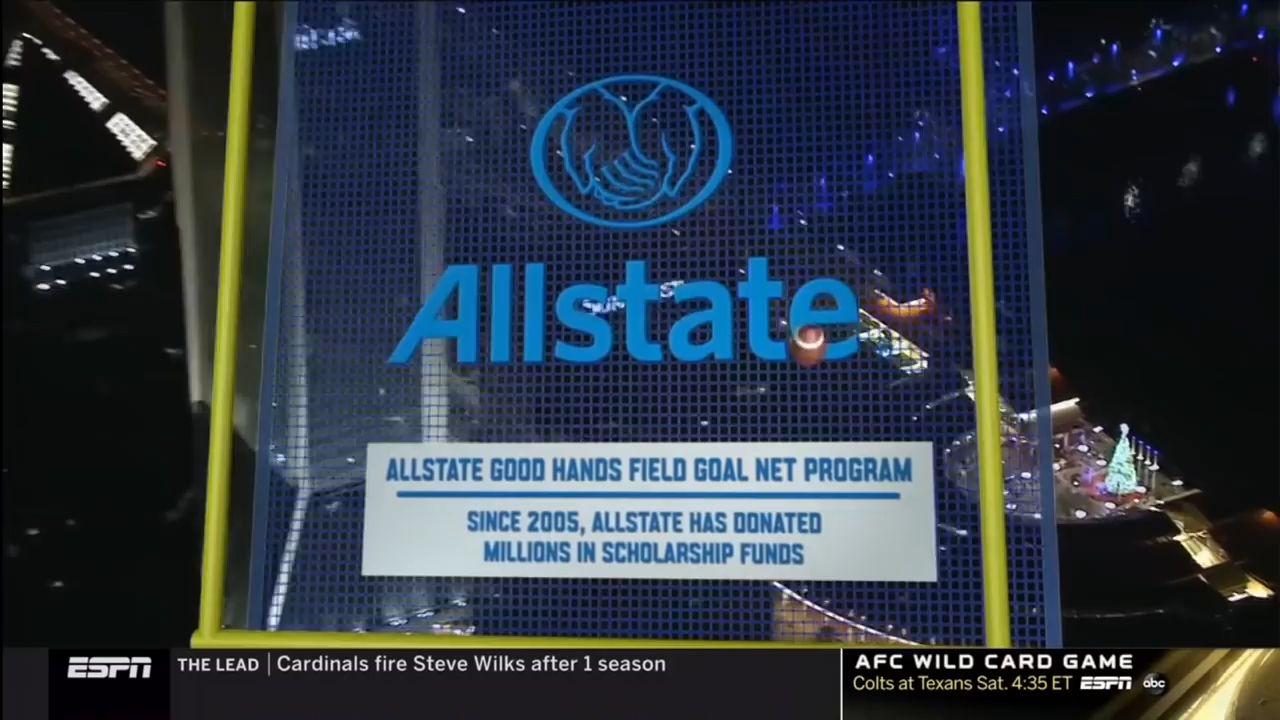 Allstate
ALLSTATE GOOD HANDS FIELD GOAL NET PROGRAM
SINCE 2005, ALLSTATE HAS DONATED
MILLIONS IN SCHOLARSHIP FUNDS
ESPN THE LEAD | Cardinals fire Steve Wilks after 1 season
AFC WILD CARD GAME
Colts at Texans Sat. 4:35 ET ESPN abc